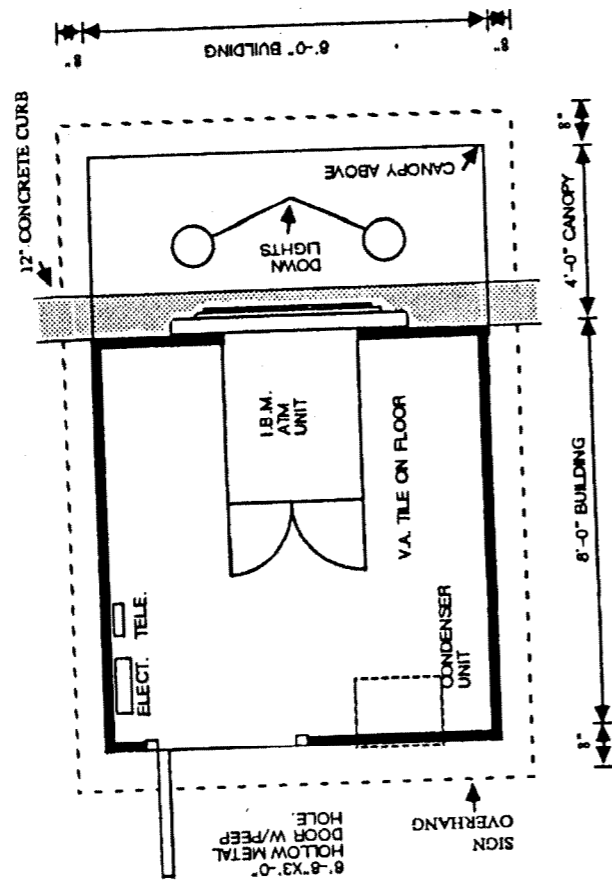 12" CONCRETE CURB
8"
8'-0" BUILDING
8"
CANOPY ABOVE
DOWN
LIGHTS
8"
4'-0" CANOPY
I.B.M.
ATM
UNIT
V.A. TILE ON FLOOR
8'-0" BUILDING
TELE.
ELECT.
CONDENSER
UNIT
8"
6'-8"X3'-0"
HOLLOW METAL
DOOR W/PEEP
HOLE.
SIGN
OVERHANG